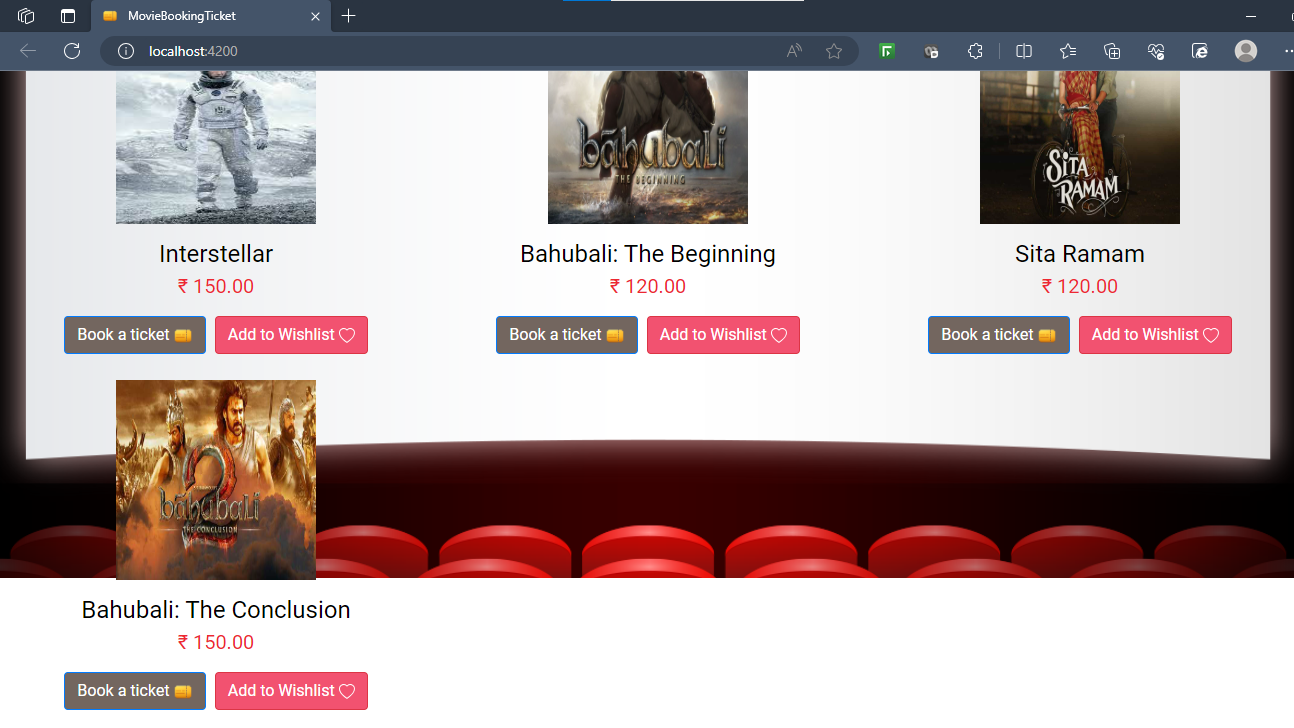 MovieBookingTicket
localhost:4200
bahubali
THE BEGINNING
SiTA
RAMAM
Interstellar
Bahubali: The Beginning
Sita Ramam
₹ 150.00
₹ 120.00
₹ 120.00
Book a ticket Add to Wishlist
Book a ticket Add to Wishlist
Book a ticket Add to Wishlist
2
bahubali
THE CONCLUSION
Bahubali: The Conclusion
₹ 150.00
Book a ticket Add to Wishlist